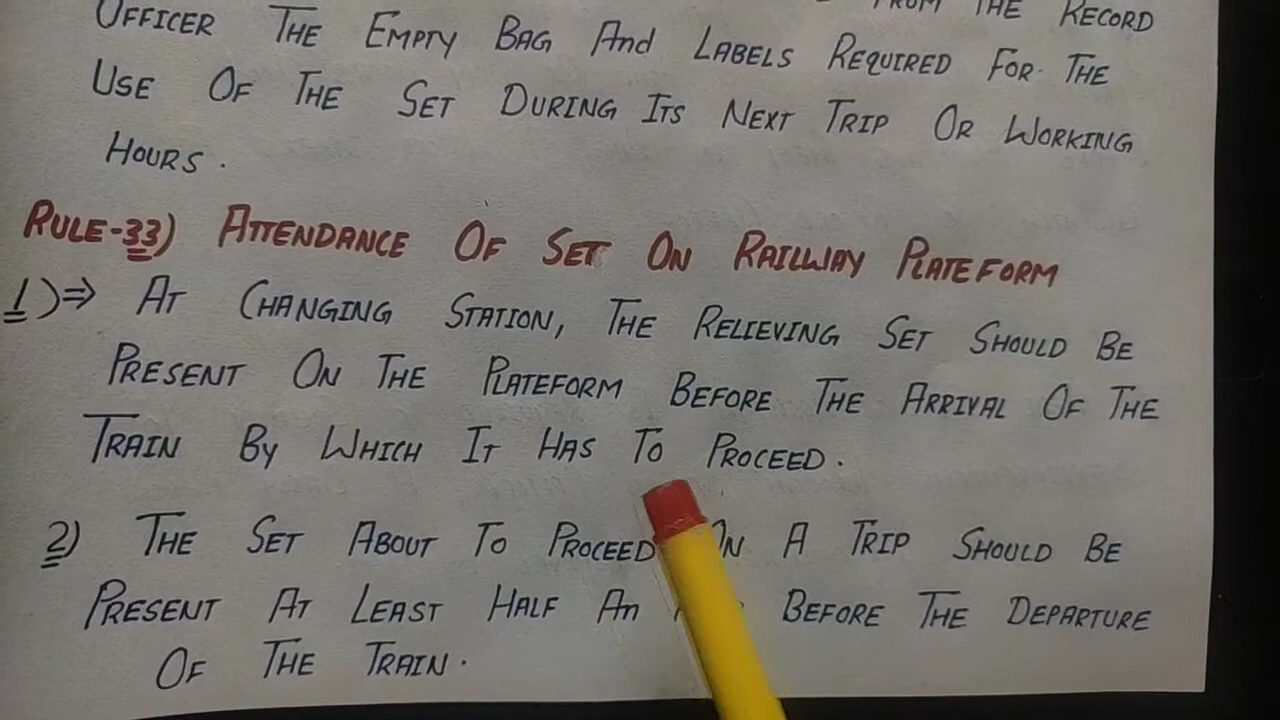 FROM THE RECORD
OFFICER THE EMPTY BAG And LABELS REQUIRED FOR THE
USE OF THE SET DURING ITS NEXT TRIP OR WORKING
HOURS.
RULE-33) ATTENDANCE OF SET ON RAILWAY PLATEFORM
1)⇒ AT CHANGING STATION, THE RELIEVING SET SHOULD BE
PRESENT ON THE PLATEFORM BEFORE THE ARRIVAL OF THE
TRAIN BY WHICH IT HAS TO PROCEED.
2) THE SET ABOUT TO PROCEED ON A TRIP SHOULD BE
PRESENT AT LEAST HALF An BEFORE THE DEPARTURE
OF THE TRAIN.